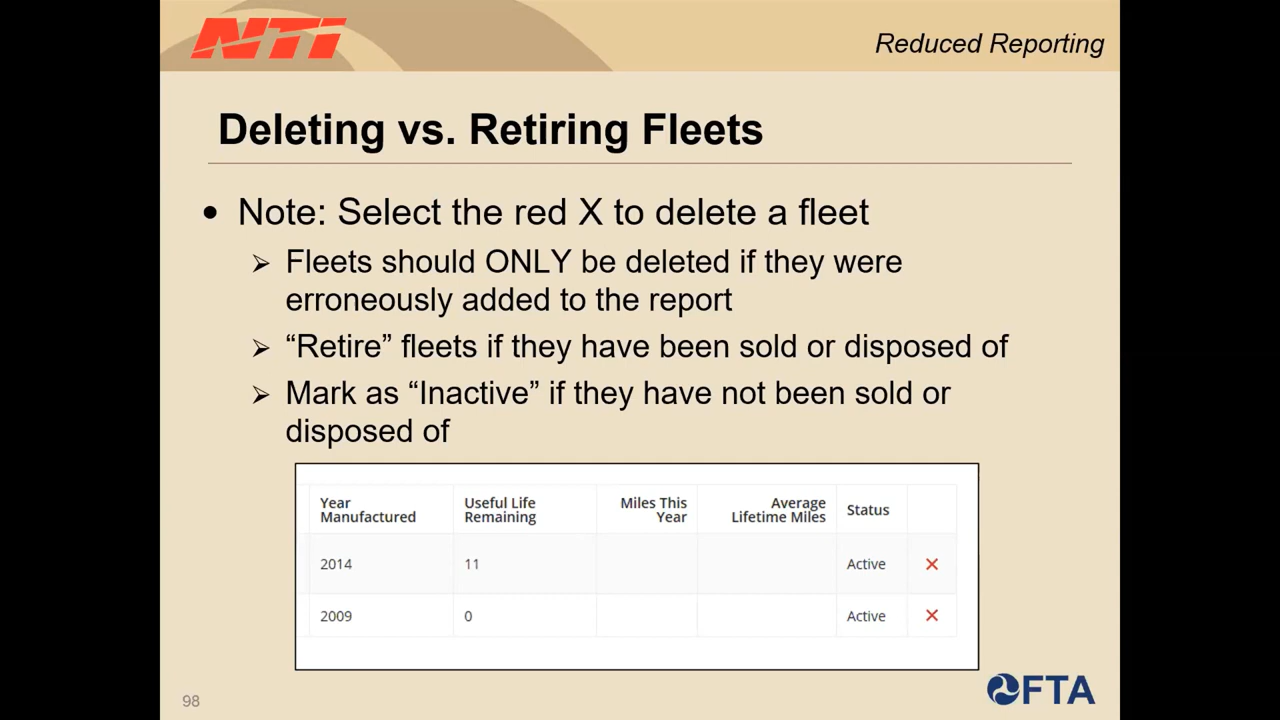 NTI
Reduced Reporting
Deleting vs. Retiring Fleets
• Note: Select the red X to delete a fleet
➢ Fleets should ONLY be deleted if they were
erroneously added to the report
➢ “Retire” fleets if they have been sold or disposed of
➢ Mark as “Inactive” if they have not been sold or
disposed of
Year Manufactured Useful Life Remaining Miles This Year Average Lifetime Miles Status
2014 11 Active ✕
2009 0 Active ✕
98
FTA